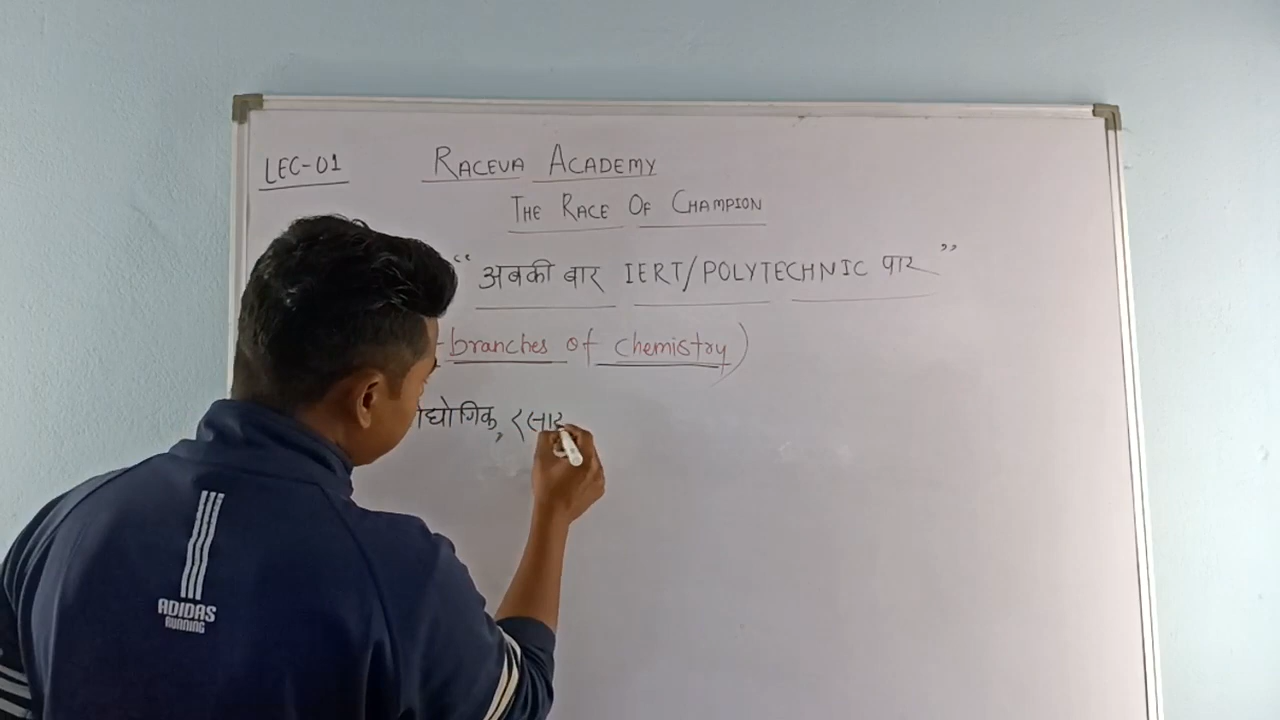 LEC-01
RACEVA ACADEMY
THE RACE OF CHAMPION
“ अबकी बार IERT/POLYTECHNIC पार ”
branches of chemistry)
ADIDAS
RUNNING